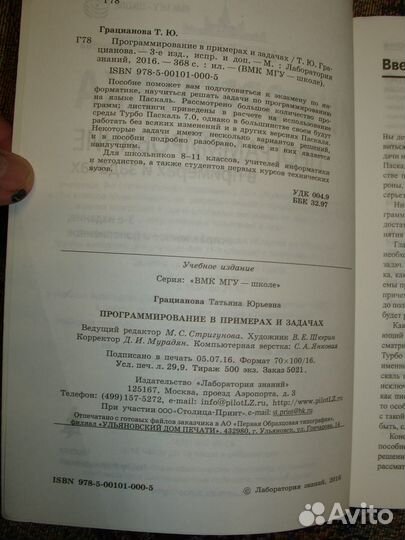 Г78
Грацианова Т. Ю.
Г78 Программирование в примерах и задачах / Т. Ю. Гра-
цианова. — 3-е изд., испр. и доп. — М. : Лаборатория
знаний, 2016. — 368 с. : ил. — (ВМК МГУ — школе).
ISBN 978-5-00101-000-5
Пособие поможет вам подготовиться к экзамену по ин-
форматике, научиться решать задачи по программированию
на языке Паскаль. Рассмотрено большое количество про-
грамм; листинги приведены в расчете на использование
среды Турбо Паскаль 7.0, однако в большинстве своем будут
работать без всяких изменений и в других версиях Паскаля.
Некоторые задачи имеют несколько вариантов решений,
и в пособии подробно разобрано, какое из них является
наилучшим.
Для школьников 8–11 классов, учителей информатики
и методистов, а также студентов первых курсов технических
вузов.
УДК 004.9
ББК 32.97
Учебное издание
Серия: «ВМК МГУ — школе»
Грацианова Татьяна Юрьевна
ПРОГРАММИРОВАНИЕ В ПРИМЕРАХ И ЗАДАЧАХ
Ведущий редактор М. С. Стригунова. Художник В. Е. Шкерин
Корректор Д. И. Мурадян. Компьютерная верстка: С. А. Янковая
Подписано в печать 05.07.16. Формат 70×100/16.
Усл. печ. л. 29,9. Тираж 500 экз. Заказ 5021.
Издательство «Лаборатория знаний»
125167, Москва, проезд Аэропорта, д. 3
Телефон: (499)157-5272,
e-mail: info@pilotLZ.ru, http://www.pilotLZ.ru
При участии ООО «Столица-Принт», e-mail: st.print@bk.ru
Отпечатано с готовых файлов заказчика в АО «Первая Образцовая типография»,
филиал «УЛЬЯНОВСКИЙ ДОМ ПЕЧАТИ», 432980, г. Ульяновск, ул. Гончарова, 14
ISBN 978-5-00101-000-5
© Лаборатория знаний, 2016
Вве
Avito